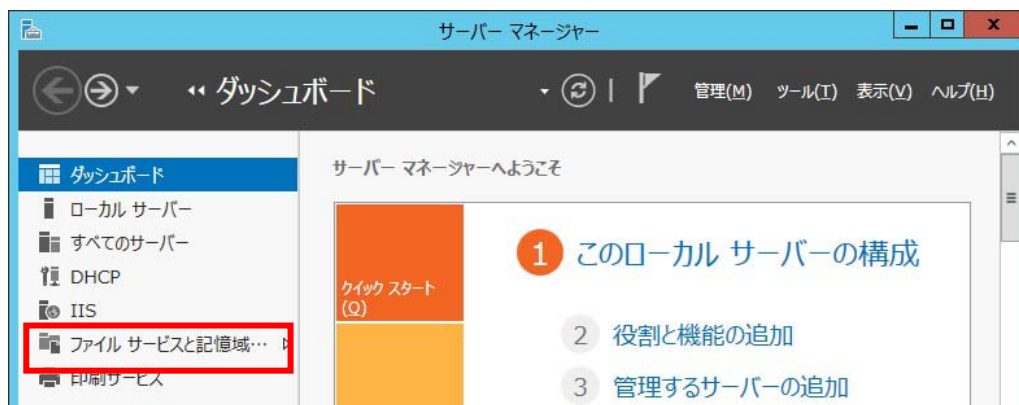 サーバー マネージャー
ダッシュボード
管理(M) ツール(T) 表示(V) ヘルプ(H)
ダッシュボード
ローカル サーバー
すべてのサーバー
DHCP
IIS
ファイル サービスと記憶域…
印刷サービス
サーバー マネージャーへようこそ
クイック スタート
(Q)
1 このローカル サーバーの構成
2 役割と機能の追加
3 管理するサーバーの追加